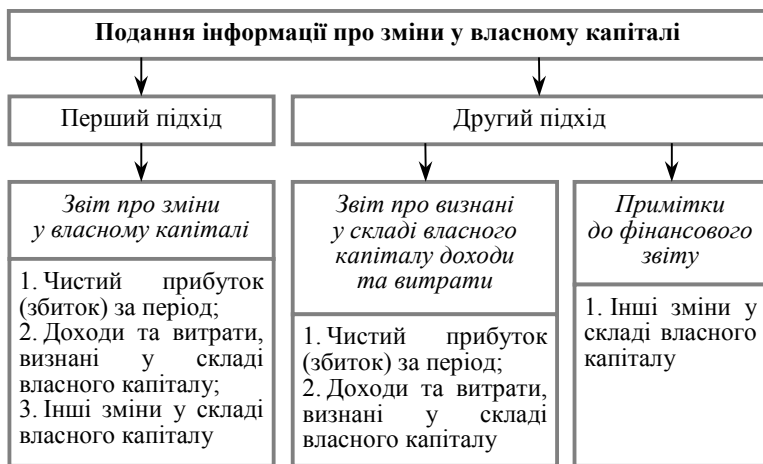 Подання інформації про зміни у власному капіталі
Перший підхід
Другий підхід
Звіт про зміни
у власному капіталі
1. Чистий прибуток
(збиток) за період;
2. Доходи та витрати,
визнані у складі
власного капіталу;
3. Інші зміни у складі
власного капіталу
Звіт про визнані
у складі власного
капіталу доходи
та витрати
1. Чистий прибуток
(збиток) за період;
2. Доходи та витрати,
визнані у складі
власного капіталу
Примітки
до фінансового
звіту
1. Інші зміни у
складі власного
капіталу